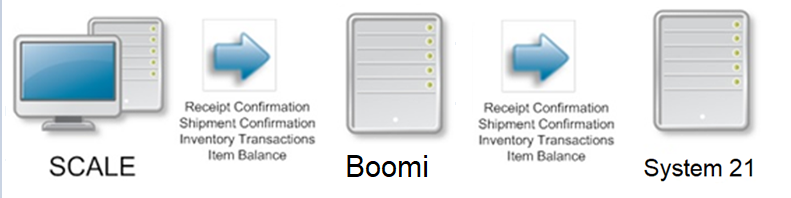 Receipt Confirmation
Shipment Confirmation
Inventory Transactions
Item Balance
Receipt Confirmation
Shipment Confirmation
Inventory Transactions
Item Balance
SCALE
Boomi
System 21